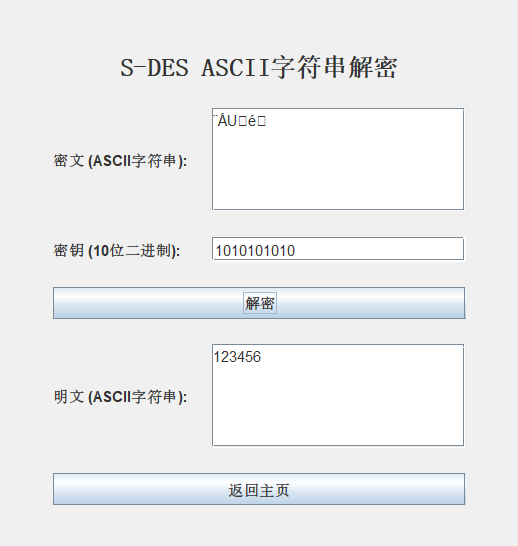 S-DES ASCII字符串解密
密文 (ASCII字符串):
¨ÂU□é□
密钥 (10位二进制):
1010101010
解密
明文 (ASCII字符串):
123456
返回主页